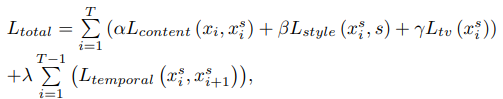 L_{total} = \sum_{i=1}^{T} (\alpha L_{content} (x_i, x_i^s) + \beta L_{style} (x_i^s, s) + \gamma L_{tv} (x_i^s))
+\lambda \sum_{i=1}^{T-1} (L_{temporal} (x_i^s, x_{i+1}^s)),